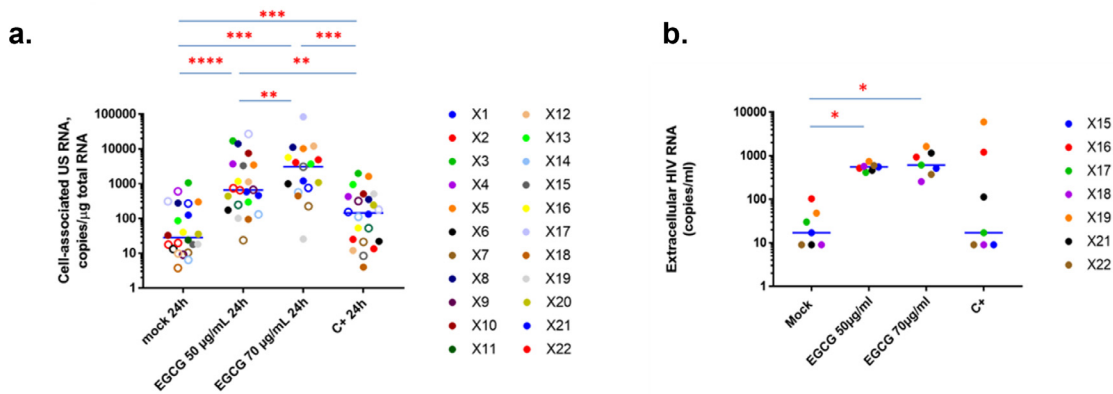 a.
***
*** ***
**** **
**
Cell-associated US RNA,
copies/µg total RNA
100000
10000
1000
100
10
1
mock 24h
EGCG 50 µg/mL 24h
EGCG 70 µg/mL 24h
C+ 24h
X1 X12
X2 X13
X3 X14
X4 X15
X5 X16
X6 X17
X7 X18
X8 X19
X9 X20
X10 X21
X11 X22
b.
*
*
Extracellular HIV RNA
(copies/ml)
10000
1000
100
10
1
Mock
EGCG 50µg/ml
EGCG 70µg/ml
C+
X15
X16
X17
X18
X19
X21
X22